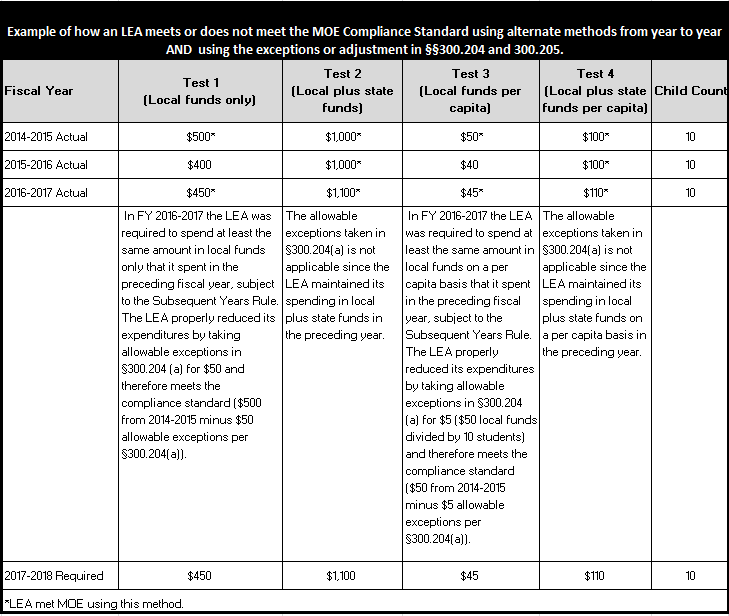 Example of how an LEA meets or does not meet the MOE Compliance Standard using alternate methods from year to year
AND using the exceptions or adjustment in §§300.204 and 300.205.
Fiscal Year
Test 1
(Local funds only)
Test 2
(Local plus state
funds)
Test 3
(Local funds per
capita)
Test 4
(Local plus state
funds per capita)
Child Count
2014-2015 Actual $500* $1,000* $50* $100* 10
2015-2016 Actual $400 $1,000* $40 $100* 10
2016-2017 Actual $450* $1,100* $45* $110* 10
In FY 2016-2017 the LEA was
required to spend at least the
same amount in local funds
only that it spent in the
preceding fiscal year, subject
to the Subsequent Years Rule.
The LEA properly reduced its
expenditures by taking
allowable exceptions in
§300.204 (a) for $50 and
therefore meets the
compliance standard ($500
from 2014-2015 minus $50
allowable exceptions per
§300.204(a)).
The allowable
exceptions taken in
§300.204(a) is not
applicable since the
LEA maintained its
spending in local
plus state funds in
the preceding year.
In FY 2016-2017 the LEA
was required to spend at
least the same amount in
local funds on a per
capita basis that it spent
in the preceding fiscal
year, subject to the
Subsequent Years Rule.
The LEA properly
reduced its expenditures
by taking allowable
exceptions in §300.204
(a) for $5 ($50 local funds
divided by 10 students)
and therefore meets the
compliance standard
($50 from 2014-2015
minus $5 allowable
exceptions per
§300.204(a)).
The allowable
exceptions taken in
§300.204(a) is not
applicable since the
LEA maintained its
spending in local
plus state funds on
a per capita basis in
the preceding year.
2017-2018 Required $450 $1,100 $45 $110 10
*LEA met MOE using this method.